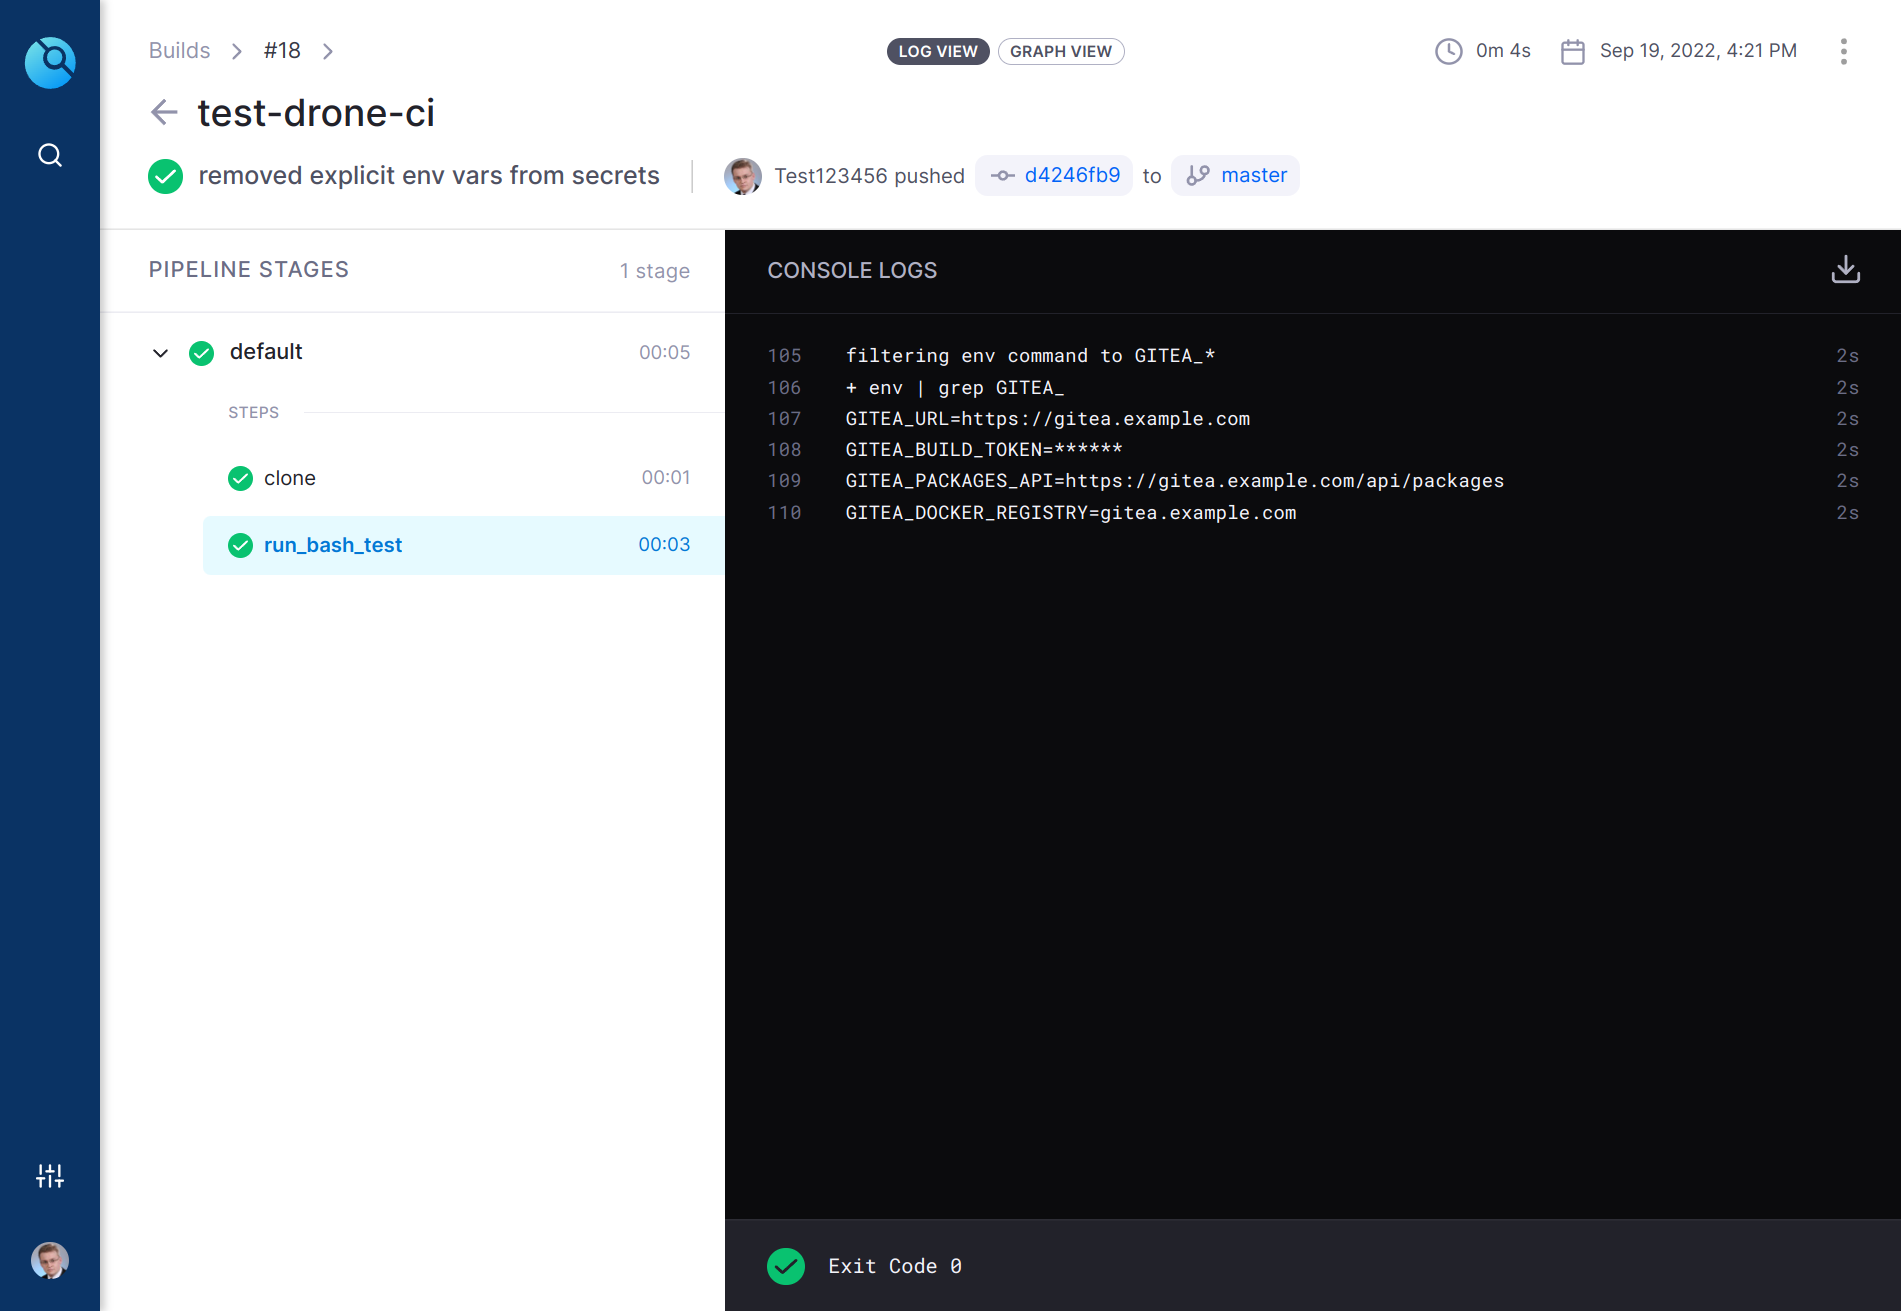 Builds > #18 >
LOG VIEW
GRAPH VIEW
0m 4s
Sep 19, 2022, 4:21 PM
test-drone-ci
removed explicit env vars from secrets
Test123456 pushed d4246fb9 to master
PIPELINE STAGES
1 stage
default 00:05
STEPS
clone 00:01
run_bash_test 00:03
CONSOLE LOGS
105 filtering env command to GITEA_* 2s
106 + env | grep GITEA_ 2s
107 GITEA_URL=https://gitea.example.com 2s
108 GITEA_BUILD_TOKEN=****** 2s
109 GITEA_PACKAGES_API=https://gitea.example.com/api/packages 2s
110 GITEA_DOCKER_REGISTRY=gitea.example.com 2s
Exit Code 0